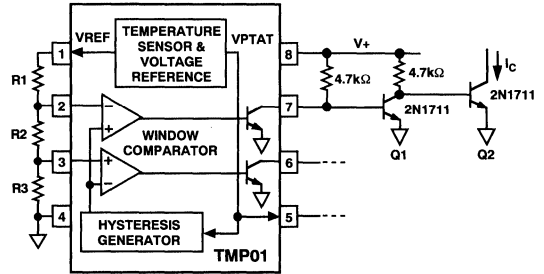 VREF
TEMPERATURE
SENSOR &
VOLTAGE
REFERENCE
VPTAT
1
8
V+
R1
4.7kΩ
4.7kΩ
IC
2N1711
2
7
2N1711
R2
WINDOW
COMPARATOR
Q1
Q2
3
6
R3
4
HYSTERESIS
GENERATOR
5
TMP01